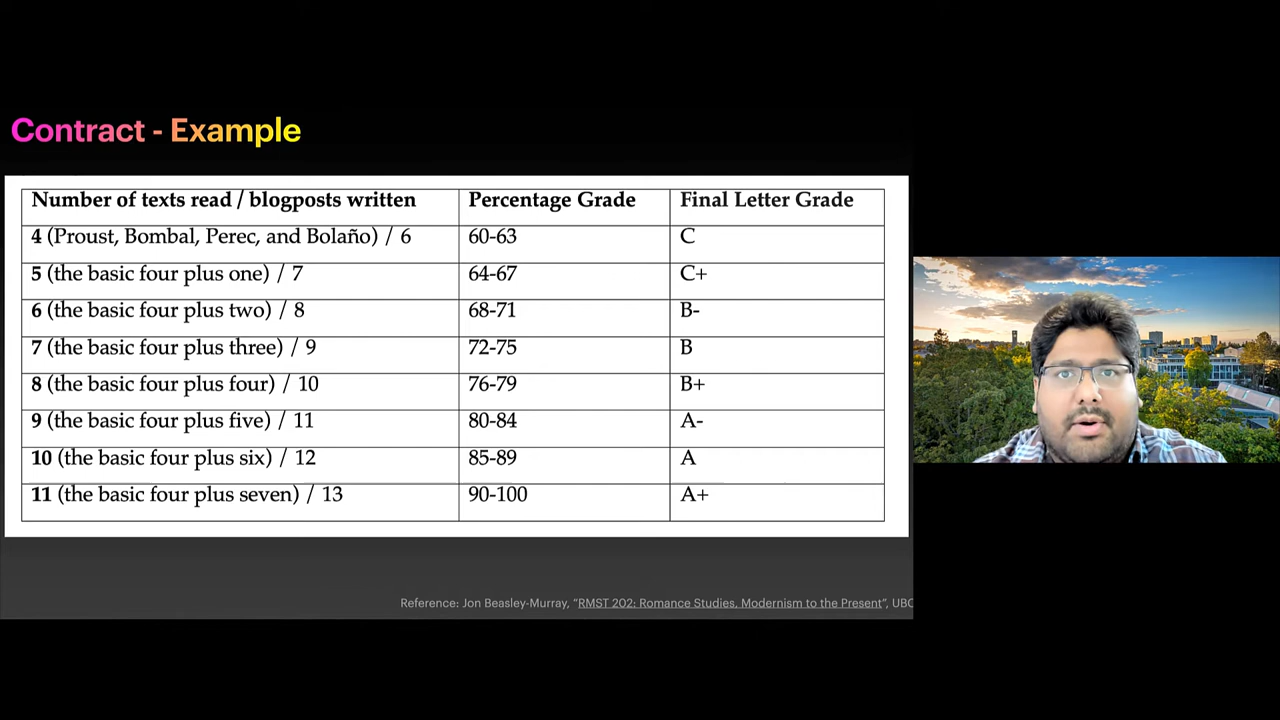 Contract - Example
Number of texts read / blogposts written Percentage Grade Final Letter Grade
4 (Proust, Bombal, Perec, and Bolaño) / 6 60-63 C
5 (the basic four plus one) / 7 64-67 C+
6 (the basic four plus two) / 8 68-71 B-
7 (the basic four plus three) / 9 72-75 B
8 (the basic four plus four) / 10 76-79 B+
9 (the basic four plus five) / 11 80-84 A-
10 (the basic four plus six) / 12 85-89 A
11 (the basic four plus seven) / 13 90-100 A+
Reference: Jon Beasley-Murray, “RMST 202: Romance Studies, Modernism to the Present”, UBC